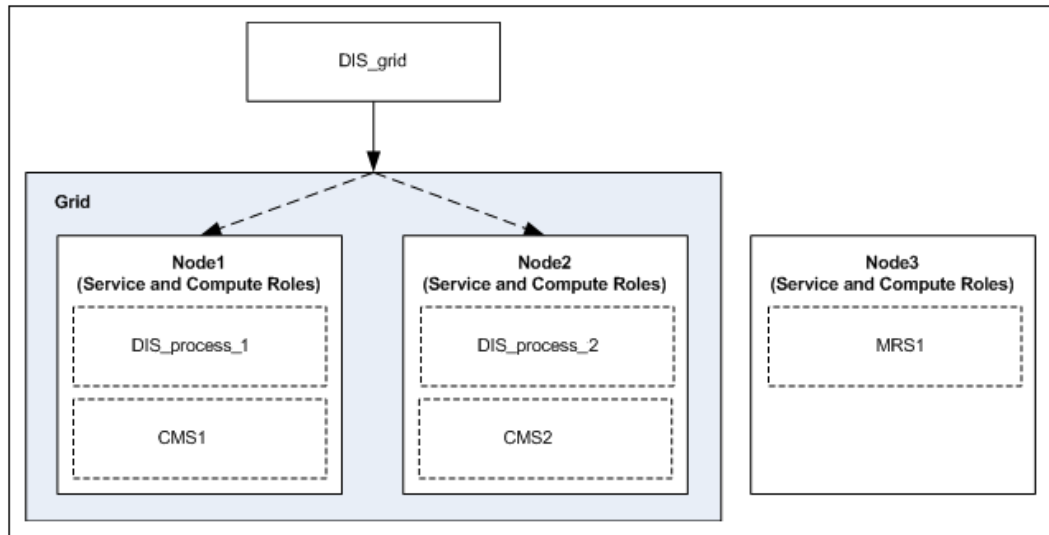 DIS_grid
Grid
Node1
(Service and Compute Roles)
DIS_process_1
CMS1
Node2
(Service and Compute Roles)
DIS_process_2
CMS2
Node3
(Service and Compute Roles)
MRS1